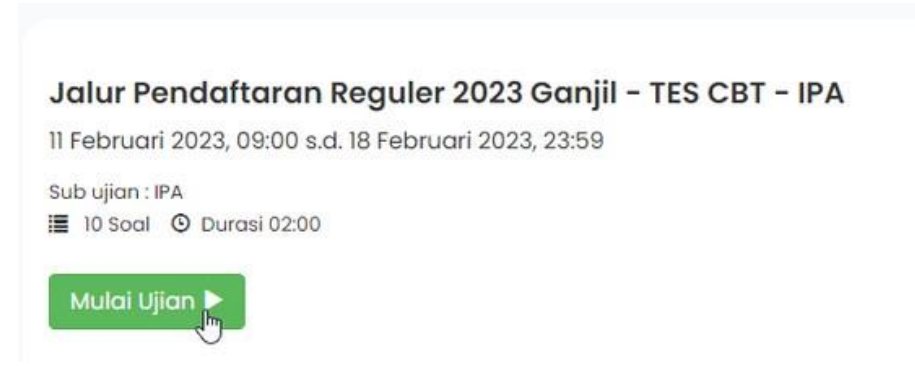 Jalur Pendaftaran Reguler 2023 Ganjil - TES CBT - IPA
11 Februari 2023, 09:00 s.d. 18 Februari 2023, 23:59
Sub ujian : IPA
10 Soal Durasi 02:00
Mulai Ujian